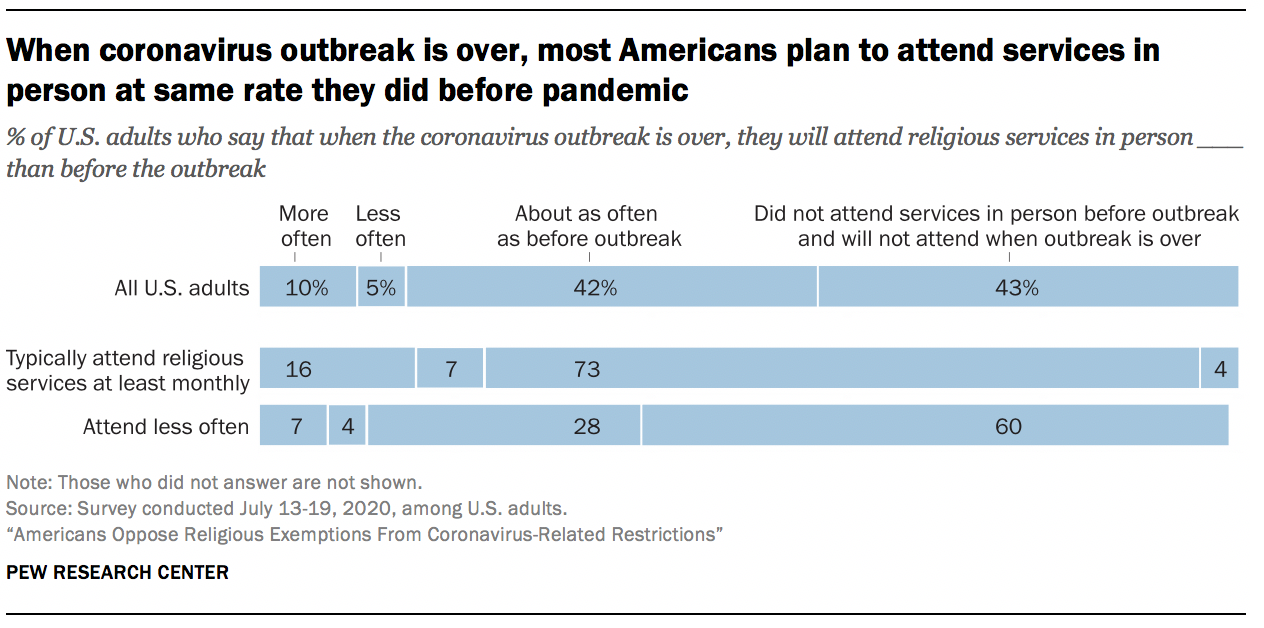 When coronavirus outbreak is over, most Americans plan to attend services in
person at same rate they did before pandemic
% of U.S. adults who say that when the coronavirus outbreak is over, they will attend religious services in person ___
than before the outbreak
More often
Less often
About as often as before outbreak
Did not attend services in person before outbreak and will not attend when outbreak is over
All U.S. adults 10% 5% 42% 43%
Typically attend religious services at least monthly 16 7 73 4
Attend less often 7 4 28 60
Note: Those who did not answer are not shown.
Source: Survey conducted July 13-19, 2020, among U.S. adults.
“Americans Oppose Religious Exemptions From Coronavirus-Related Restrictions”
PEW RESEARCH CENTER